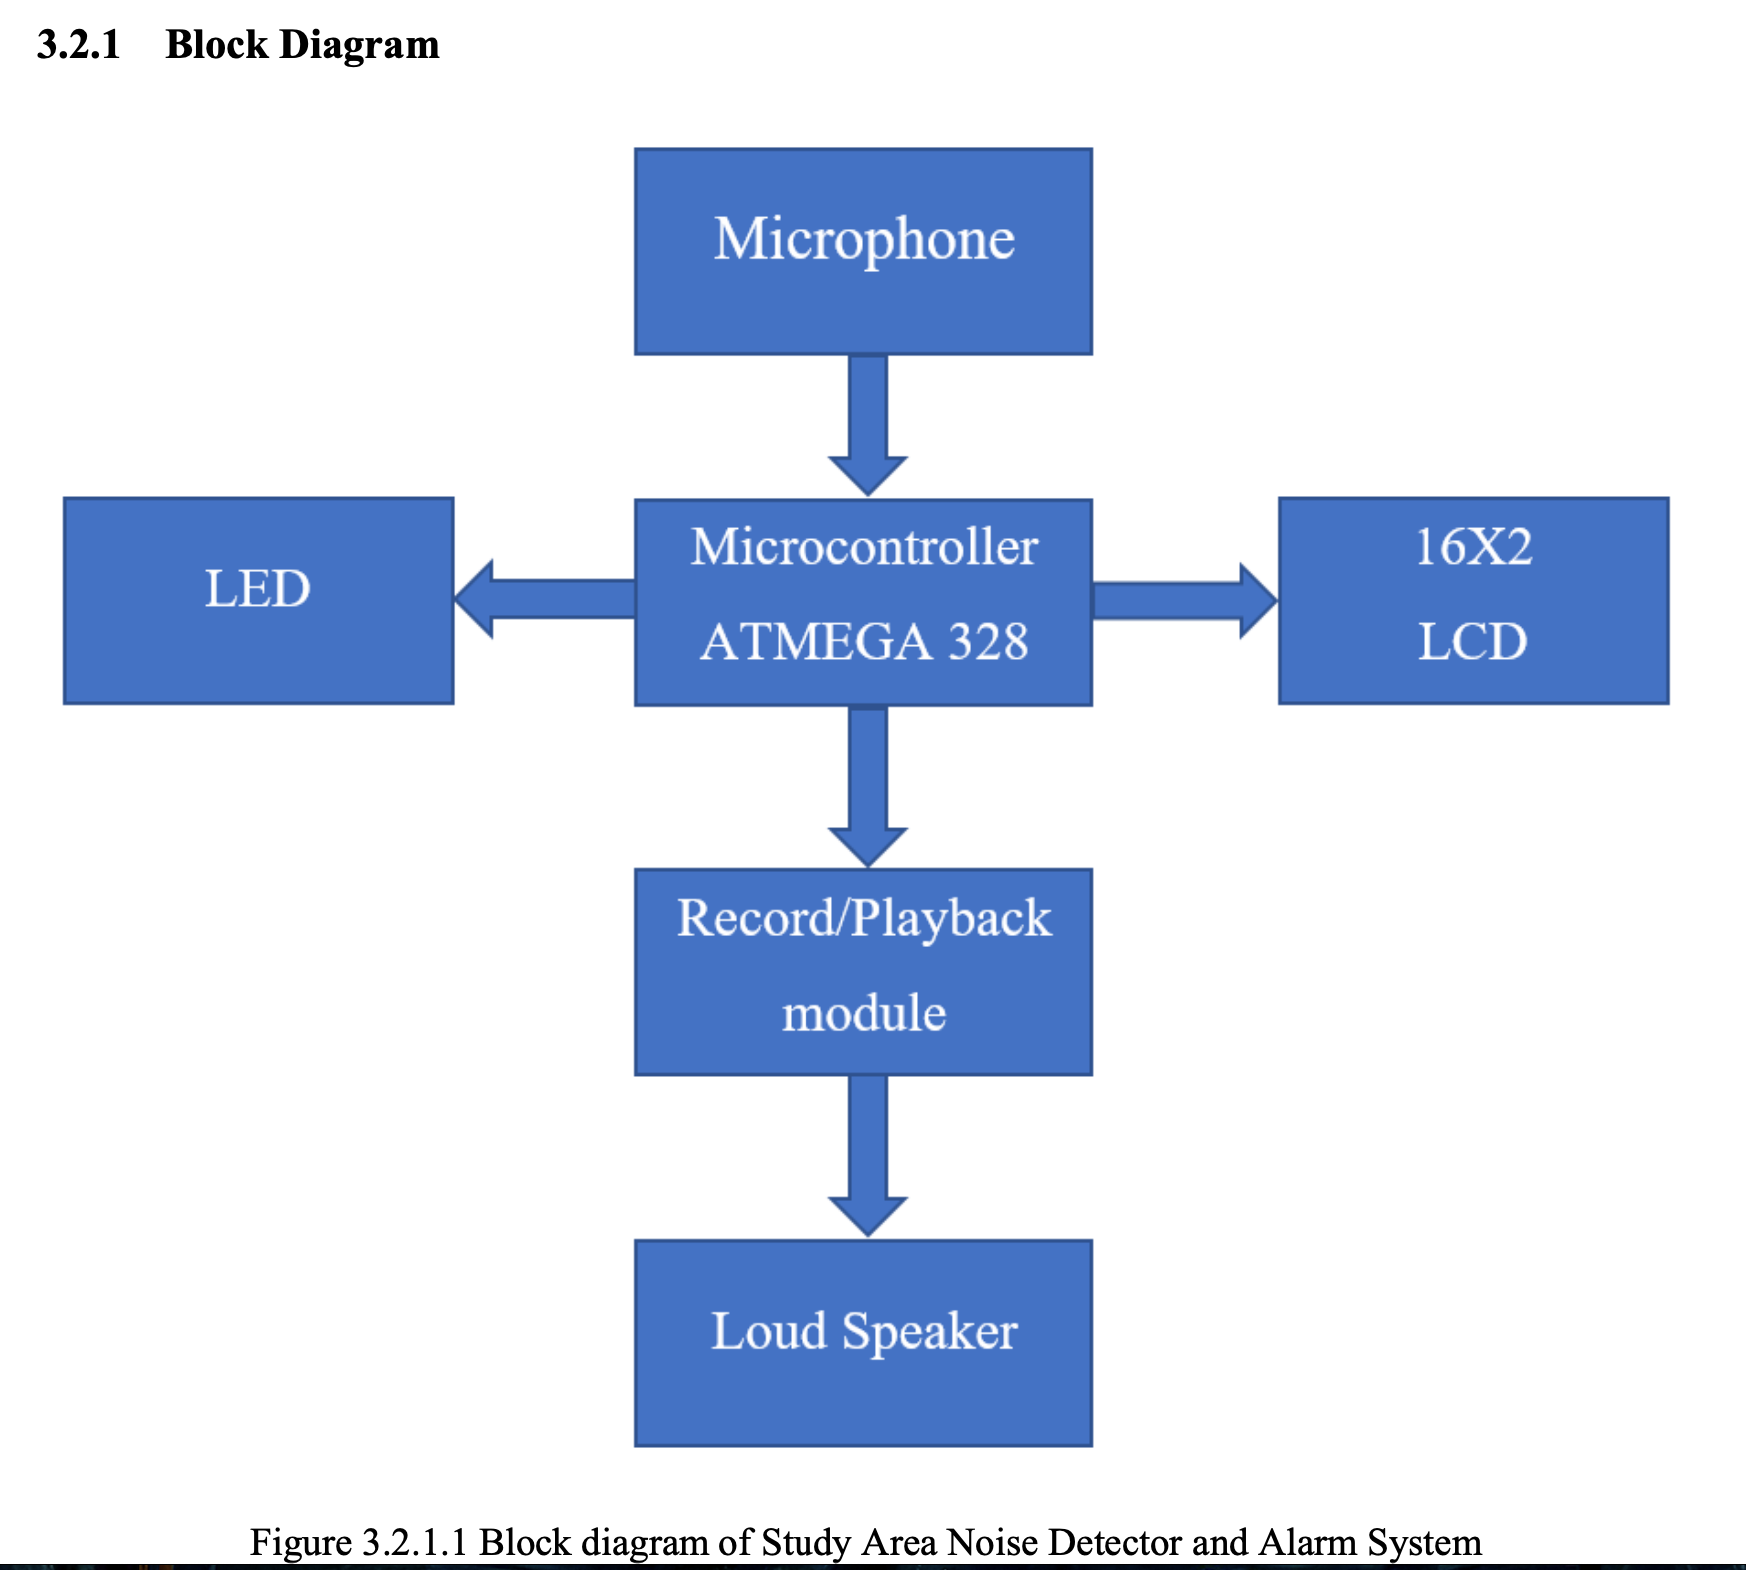 3.2.1 Block Diagram
Microphone
LED
Microcontroller
ATMEGA 328
16X2
LCD
Record/Playback
module
Loud Speaker
Figure 3.2.1.1 Block diagram of Study Area Noise Detector and Alarm System